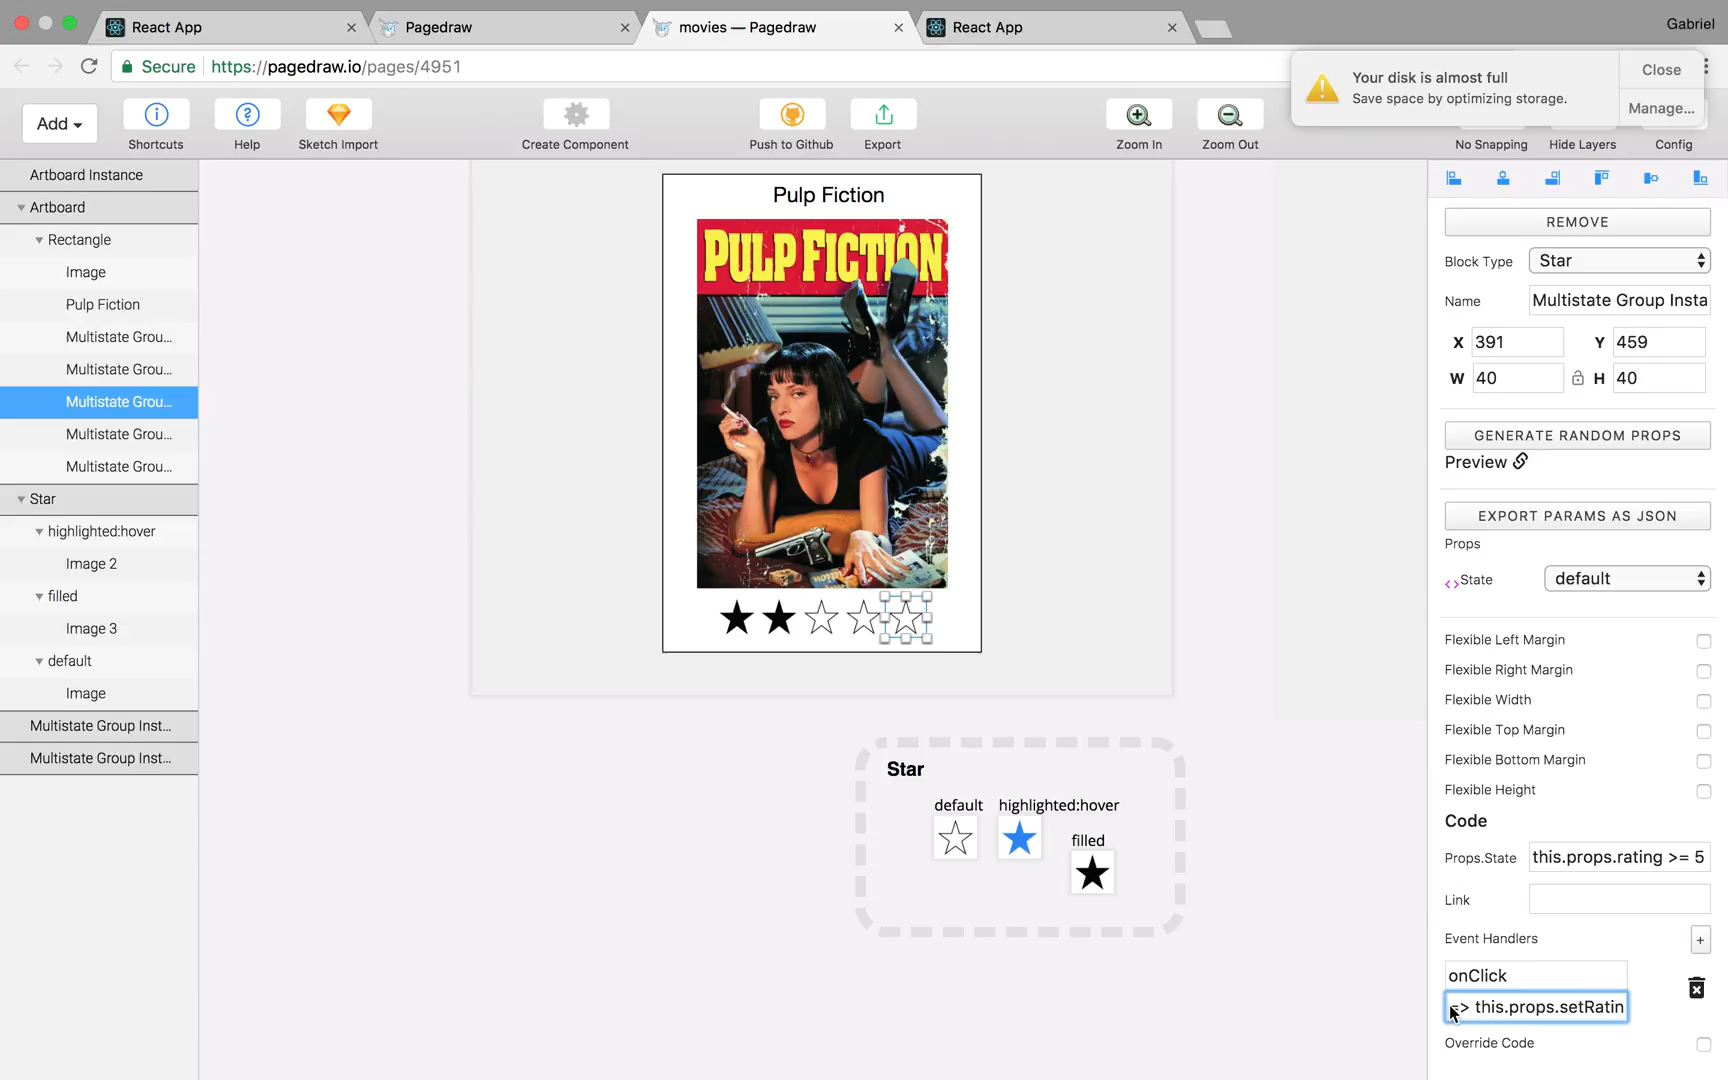 React App
Pagedraw
movies — Pagedraw
React App
Gabriel
Secure
https://pagedraw.io/pages/4951
Your disk is almost full
Save space by optimizing storage.
Close
Manage...
Add
Shortcuts
Help
Sketch Import
Create Component
Push to Github
Export
Zoom In
Zoom Out
No Snapping
Hide Layers
Config
Artboard Instance
Artboard
Rectangle
Image
Pulp Fiction
Multistate Grou...
Multistate Grou...
Multistate Grou...
Multistate Grou...
Multistate Grou...
Star
highlighted:hover
Image 2
filled
Image 3
default
Image
Multistate Group Inst...
Multistate Group Inst...
Pulp Fiction
PULP FICTION
Star
default
highlighted:hover
filled
REMOVE
Block Type
Star
Name
Multistate Group Insta
X 391
Y 459
W 40
H 40
GENERATE RANDOM PROPS
Preview
EXPORT PARAMS AS JSON
Props
<>State
default
Flexible Left Margin
Flexible Right Margin
Flexible Width
Flexible Top Margin
Flexible Bottom Margin
Flexible Height
Code
Props.State
this.props.rating >= 5
Link
Event Handlers
+
onClick
=> this.props.setRatin
Override Code